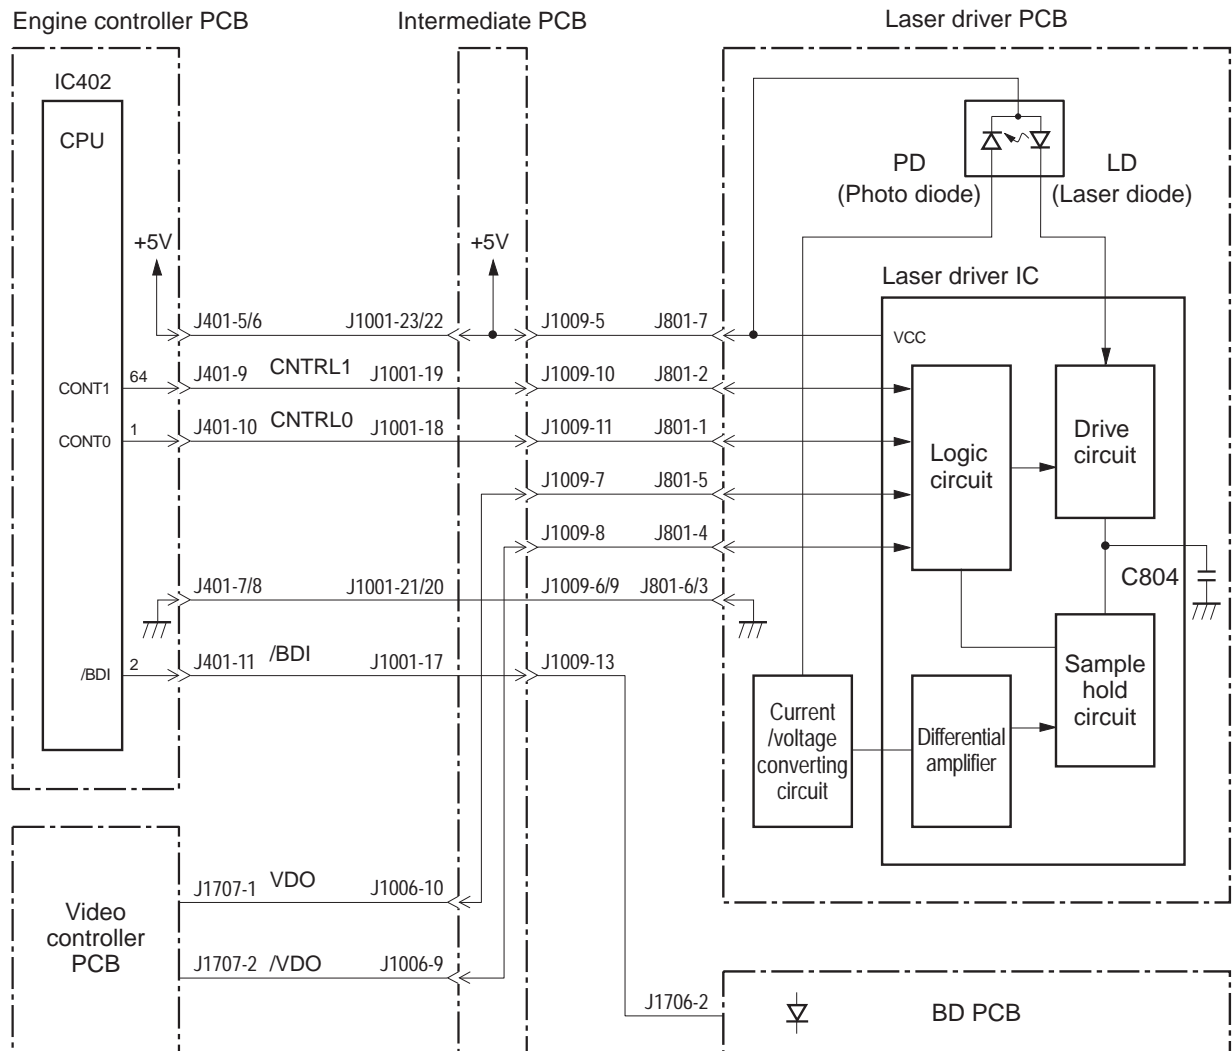 Engine controller PCB
Intermediate PCB
Laser driver PCB
IC402
CPU
PD
(Photo diode)
LD
(Laser diode)
+5V
+5V
Laser driver IC
J401-5/6
J1001-23/22
J1009-5
J801-7
VCC
CONT1
64
J401-9
CNTRL1
J1001-19
J1009-10
J801-2
CONT0
1
J401-10
CNTRL0
J1001-18
J1009-11
J801-1
Logic
circuit
Drive
circuit
J1009-7
J801-5
J1009-8
J801-4
C804
J401-7/8
J1001-21/20
J1009-6/9
J801-6/3
/BDI
2
J401-11
/BDI
J1001-17
J1009-13
Sample
hold
circuit
Current
/voltage
converting
circuit
Differential
amplifier
Video
controller
PCB
J1707-1
VDO
J1006-10
J1707-2
/VDO
J1006-9
J1706-2
BD PCB